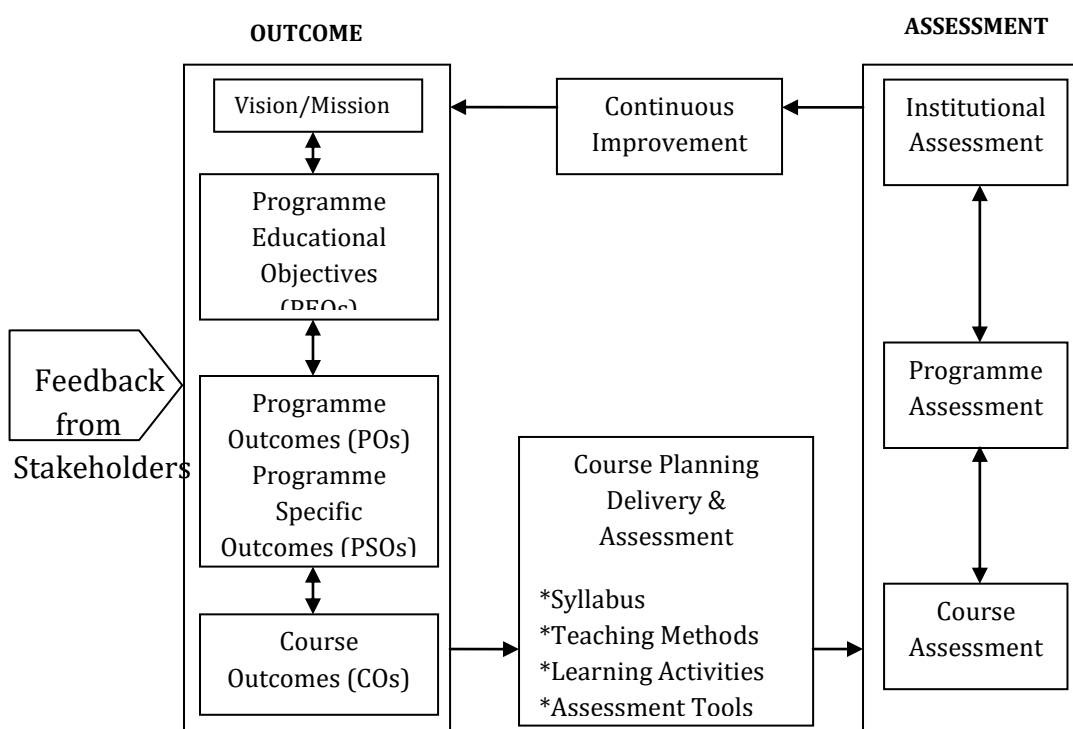 OUTCOME
ASSESSMENT
Vision/Mission
Programme
Educational
Objectives
(PEOs)
Programme
Outcomes (POs)
Programme
Specific
Outcomes (PSOs)
Course
Outcomes (COs)
Feedback
from
Stakeholders
Continuous
Improvement
Course Planning
Delivery &
Assessment
*Syllabus
*Teaching Methods
*Learning Activities
*Assessment Tools
Institutional
Assessment
Programme
Assessment
Course
Assessment